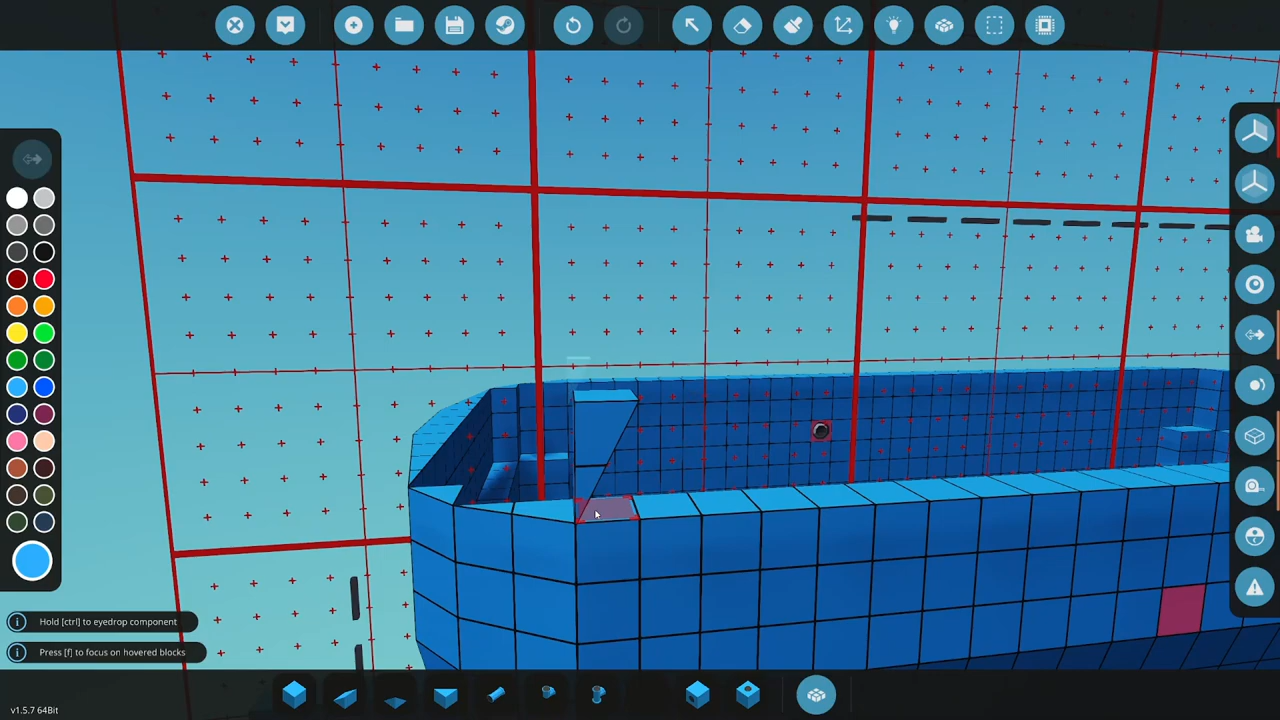 Hold [ctrl] to eyedrop component
Press [f] to focus on hovered blocks
v1.5.7 64Bit